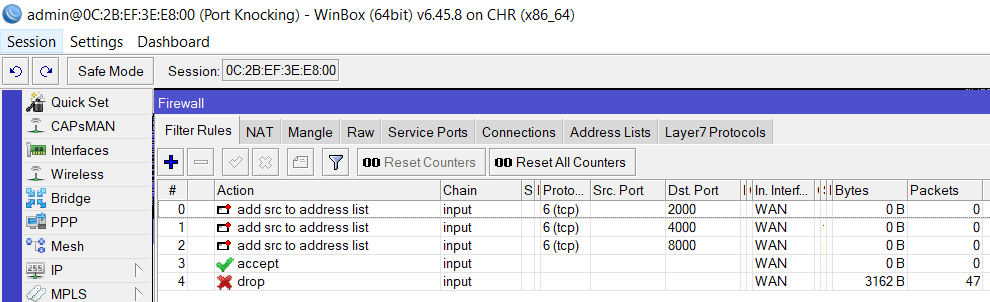 admin@0C:2B:EF:3E:E8:00 (Port Knocking) - WinBox (64bit) v6.45.8 on CHR (x86_64)
Session Settings Dashboard
Safe Mode Session: 0C:2B:EF:3E:E8:00
Quick Set
CAPsMAN
Interfaces
Wireless
Bridge
PPP
Mesh
IP
MPLS
Firewall
Filter Rules NAT Mangle Raw Service Ports Connections Address Lists Layer7 Protocols
Reset Counters Reset All Counters
# Action Chain S Proto... Src. Port Dst. Port In. Interf... Bytes Packets
0 add src to address list input 6 (tcp) 2000 WAN 0 B 0
1 add src to address list input 6 (tcp) 4000 WAN 0 B 0
2 add src to address list input 6 (tcp) 8000 WAN 0 B 0
3 accept input WAN 0 B 0
4 drop input WAN 3162 B 47